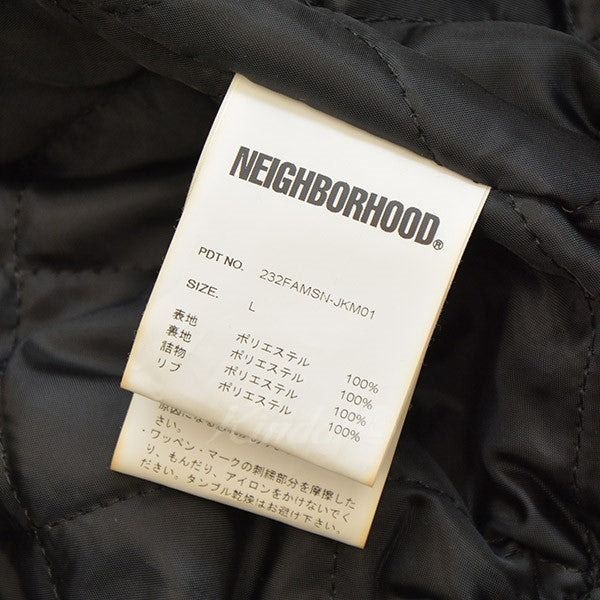 NEIGHBORHOOD®
PDT NO. 232FAMSN-JKM01
SIZE. L
表地 ポリエステル 100%
裏地 ポリエステル 100%
詰物 ポリエステル 100%
リブ ポリエステル 100%
さい。
・ワッペン・マークの刺繍部分を摩擦した
り、もんだり、アイロンをかけないでく
ださい。タンブル乾燥はお避け下さい。